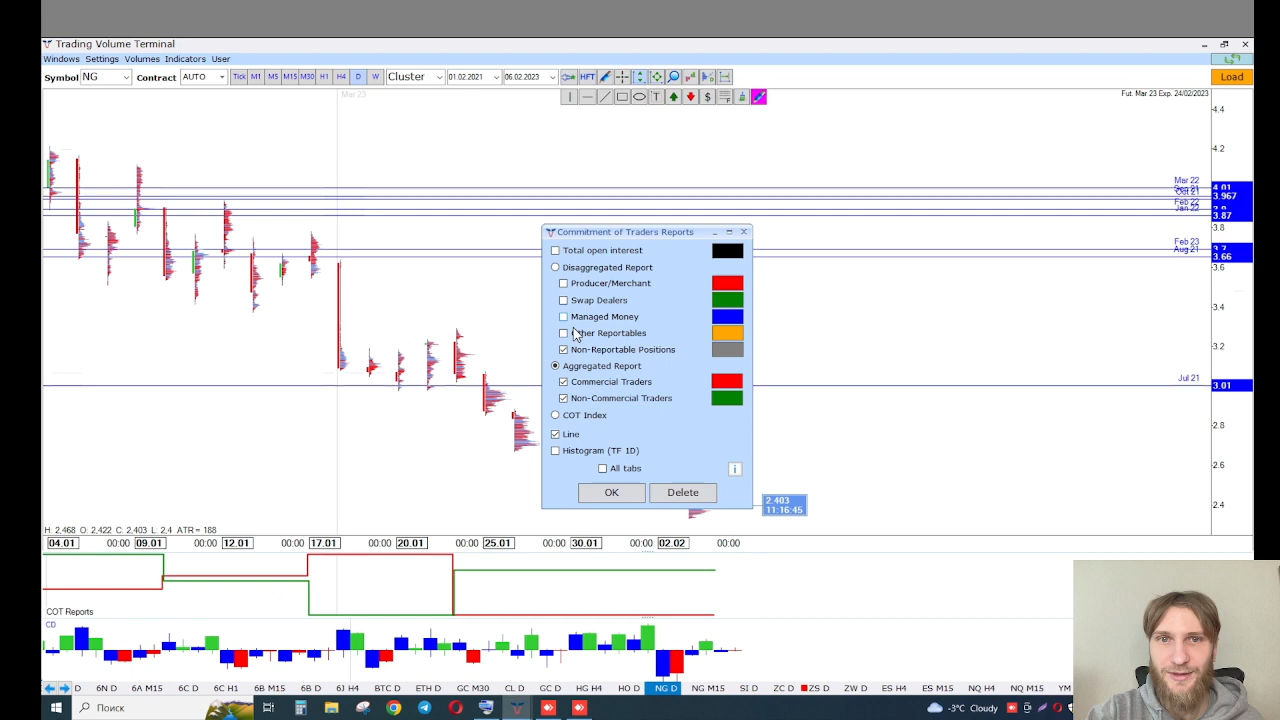 Trading Volume Terminal
Windows Settings Volumes Indicators User
Symbol NG Contract AUTO Tick M1 M5 M15 M30 H1 H4 D W Cluster 01.02.2021 06.02.2023 HFT Load
T $
Mar 23
Fut. Mar 23 Exp. 24/02/2023
4.4
4.2
Mar 22
4.01
3.967
Feb 22
Jan 22
3.87
3.8
Feb 23
3.7
Aug 21
3.66
3.6
3.4
3.2
Jul 21
3.01
2.8
2.6
2.4
Commitment of Traders Reports
Total open interest
Disaggregated Report
Producer/Merchant
Swap Dealers
Managed Money
Other Reportables
Non-Reportable Positions
Aggregated Report
Commercial Traders
Non-Commercial Traders
COT Index
Line
Histogram (TF 1D)
All tabs
i
OK Delete
2.403
11:16:45
H: 2,468 O: 2,422 C: 2,403 L: 2,4 ATR = 188
04.01 00:00 09.01 00:00 12.01 00:00 17.01 00:00 20.01 00:00 25.01 00:00 30.01 00:00 02.02 00:00
COT Reports
CD
D 6N D 6A M15 6C D 6C H1 6B M15 6B D 6J H4 BTC D ETH D GC M30 CL D GC D HG H4 HO D NG D NG M15 SI D ZC D ZS D ZW D ES H4 ES M15 NQ H4 NQ M15 YM
Поиск
-3°C Cloudy